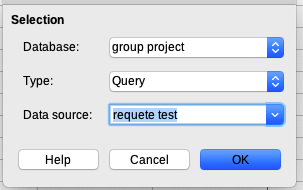 Selection
Database: group project
Type: Query
Data source: requete test
Help Cancel OK